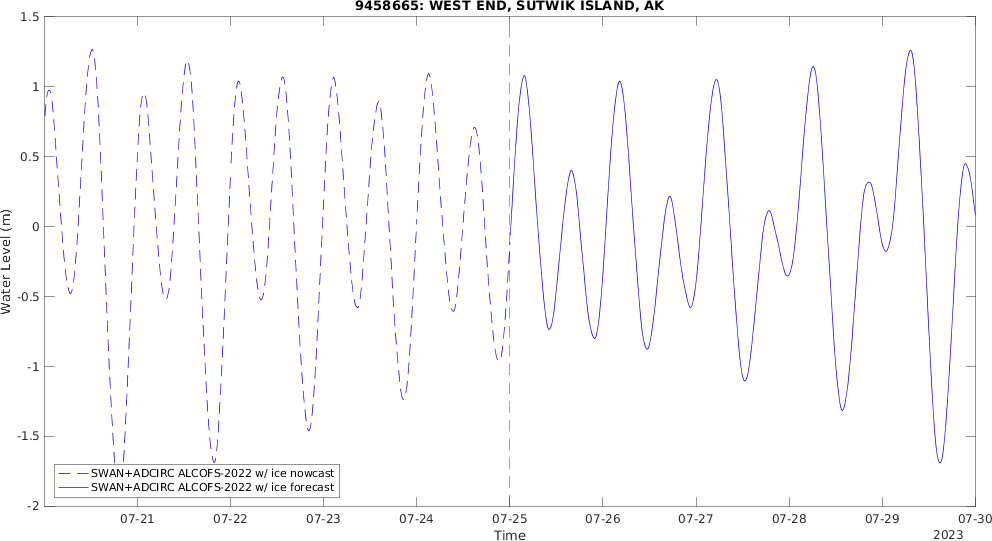 9458665: WEST END, SUTWIK ISLAND, AK
1.5
1
0.5
0
-0.5
-1
-1.5
-2
Water Level (m)
SWAN+ADCIRC ALCOFS-2022 w/ ice nowcast
SWAN+ADCIRC ALCOFS-2022 w/ ice forecast
07-21 07-22 07-23 07-24 07-25 07-26 07-27 07-28 07-29 07-30
Time
2023